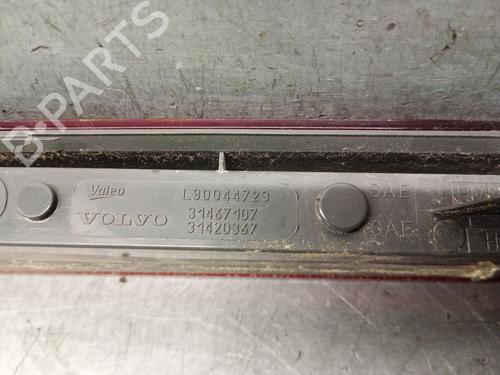 B-PARTS
Valeo L90044723
VOLVO 31467107
31420367
SAE
SAE